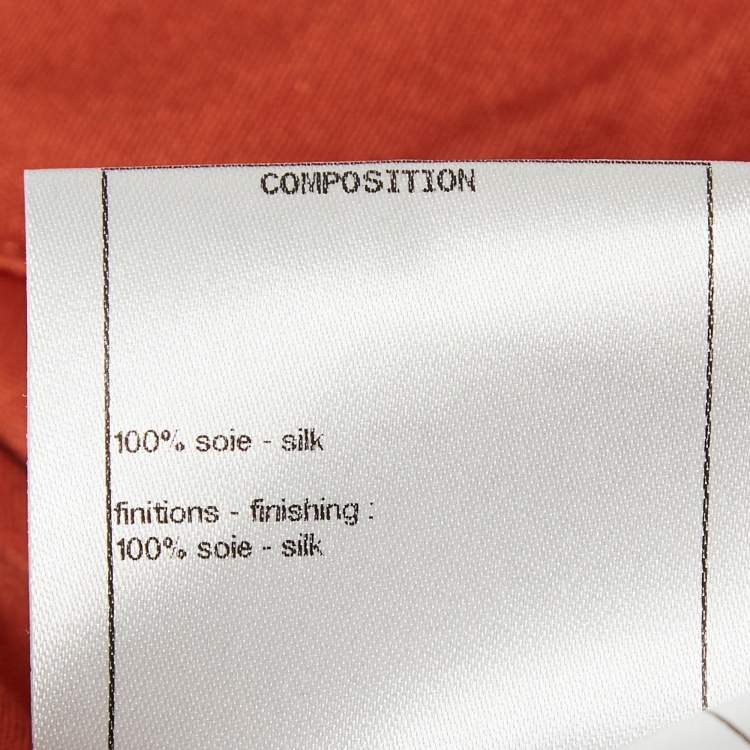 COMPOSITION
100% soie - silk
finitions - finishing :
100% soie - silk